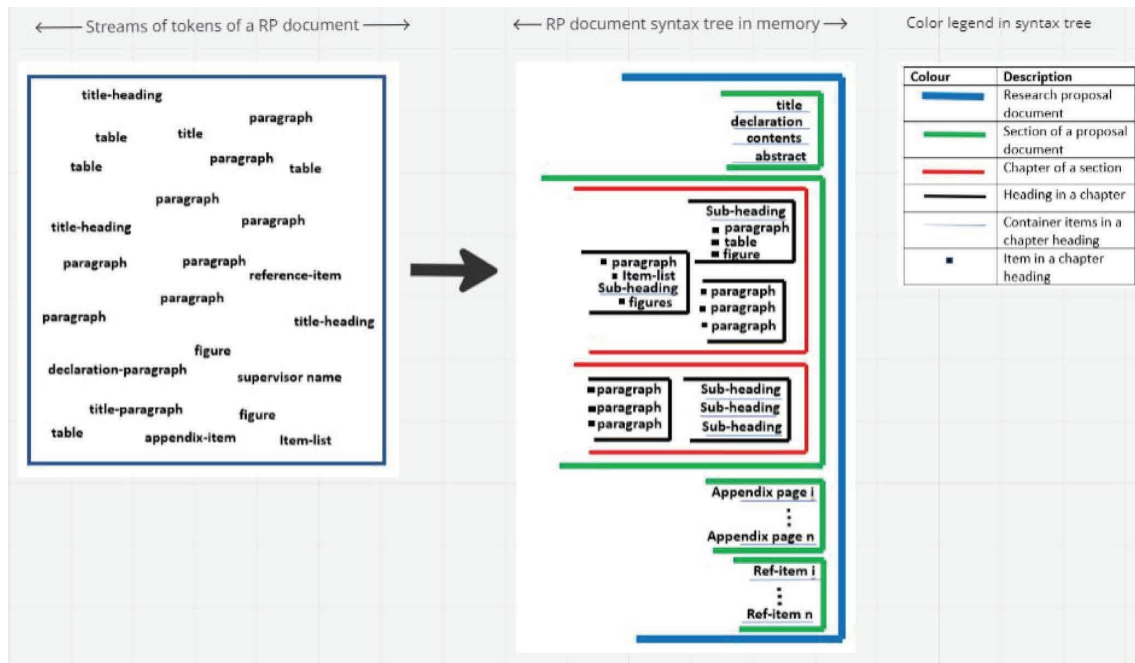 Streams of tokens of a RP document
RP document syntax tree in memory
Color legend in syntax tree
title-heading
paragraph
table
title
paragraph
table
table
paragraph
paragraph
title-heading
paragraph
paragraph
reference-item
paragraph
paragraph
title-heading
figure
declaration-paragraph
supervisor name
title-paragraph
figure
table
appendix-item
Item-list
title
declaration
contents
abstract
Sub-heading
paragraph
table
figure
paragraph
Item-list
Sub-heading
figures
paragraph
paragraph
paragraph
paragraph
paragraph
paragraph
Sub-heading
Sub-heading
Sub-heading
Appendix page i
Appendix page n
Ref-item i
Ref-item n
Colour Description
Research proposal
document
Section of a proposal
document
Chapter of a section
Heading in a chapter
Container items in a
chapter heading
Item in a chapter
heading